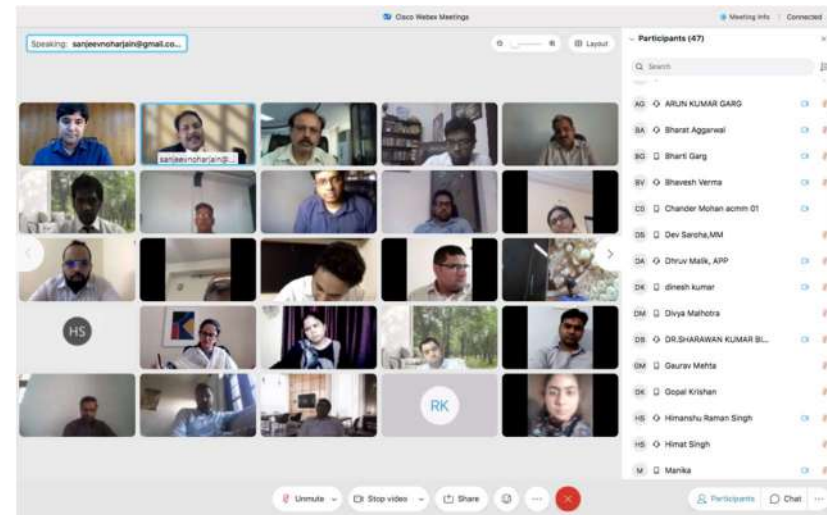 Cisco Webex Meetings
Meeting Info
Connected
Speaking: sanjeevnoharjain@gmail.co...
Layout
Participants (47)
Search
sanjeevnoharjain@...
AG ARUN KUMAR GARG
BA Bharat Aggarwal
BG Bharti Garg
BV Bhavesh Verma
CS Chander Mohan acmm 01
DS Dev Saroha,MM
DA Dhruv Malik, APP
DK dinesh kumar
DM Divya Malhotra
DB DR.SHARAWAN KUMAR BI...
GM Gaurav Mehta
GK Gopal Krishan
HS Himanshu Raman Singh
HS Himat Singh
M Manika
HS
RK
Unmute
Stop video
Share
Participants
Chat